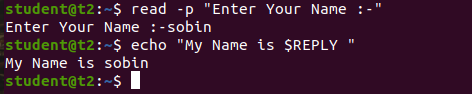 student@t2:~$ read -p "Enter Your Name :-"
Enter Your Name :-sobin
student@t2:~$ echo "My Name is $REPLY "
My Name is sobin
student@t2:~$